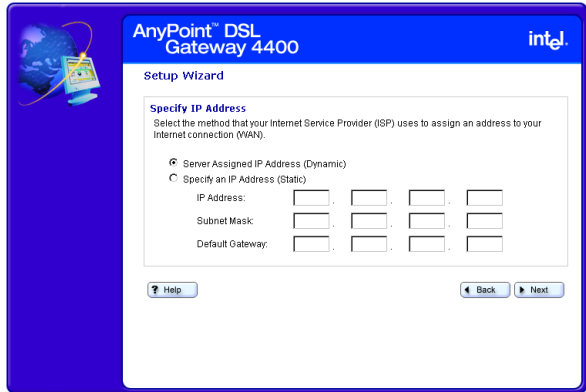 AnyPoint™ DSL
Gateway 4400
intel.
Setup Wizard
Specify IP Address
Select the method that your Internet Service Provider (ISP) uses to assign an address to your
Internet connection (WAN).
Server Assigned IP Address (Dynamic)
Specify an IP Address (Static)
IP Address: . . .
Subnet Mask: . . .
Default Gateway: . . .
? Help
Back
Next